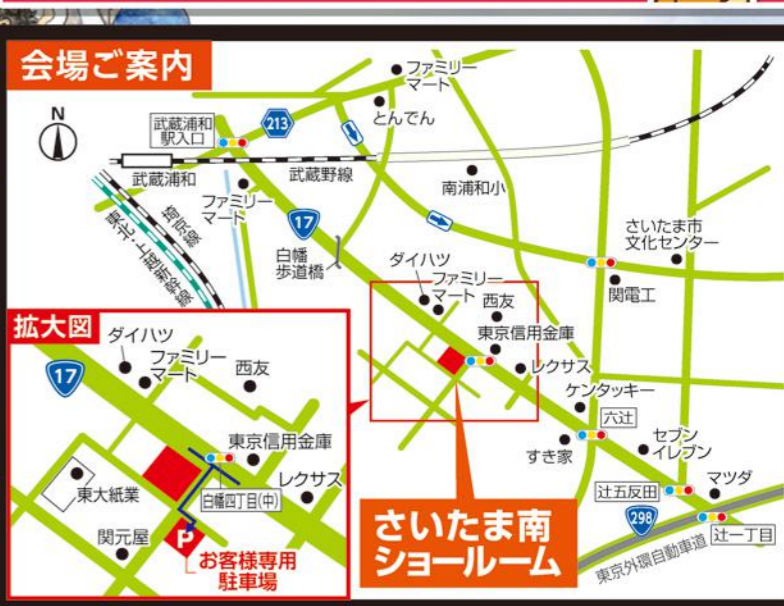 会場ご案内
N
武蔵浦和
駅入口
213
ファミリー
マート
とんでん
武蔵浦和
武蔵野線
南浦和小
ファミリー
マート
17
埼京線
東北・上越新幹線
白幡
歩道橋
さいたま市
文化センター
関電工
ダイハツ
ファミリー
マート
西友
東京信用金庫
レクサス
ケンタッキー
六辻
すき家
セブン
イレブン
辻五反田
マツダ
298
辻一丁目
東京外環自動車道
さいたま南
ショールーム
拡大図
ダイハツ
ファミリー
マート
17
西友
東京信用金庫
白幡四丁目(中)
レクサス
東大紙業
関元屋
P
お客様専用
駐車場